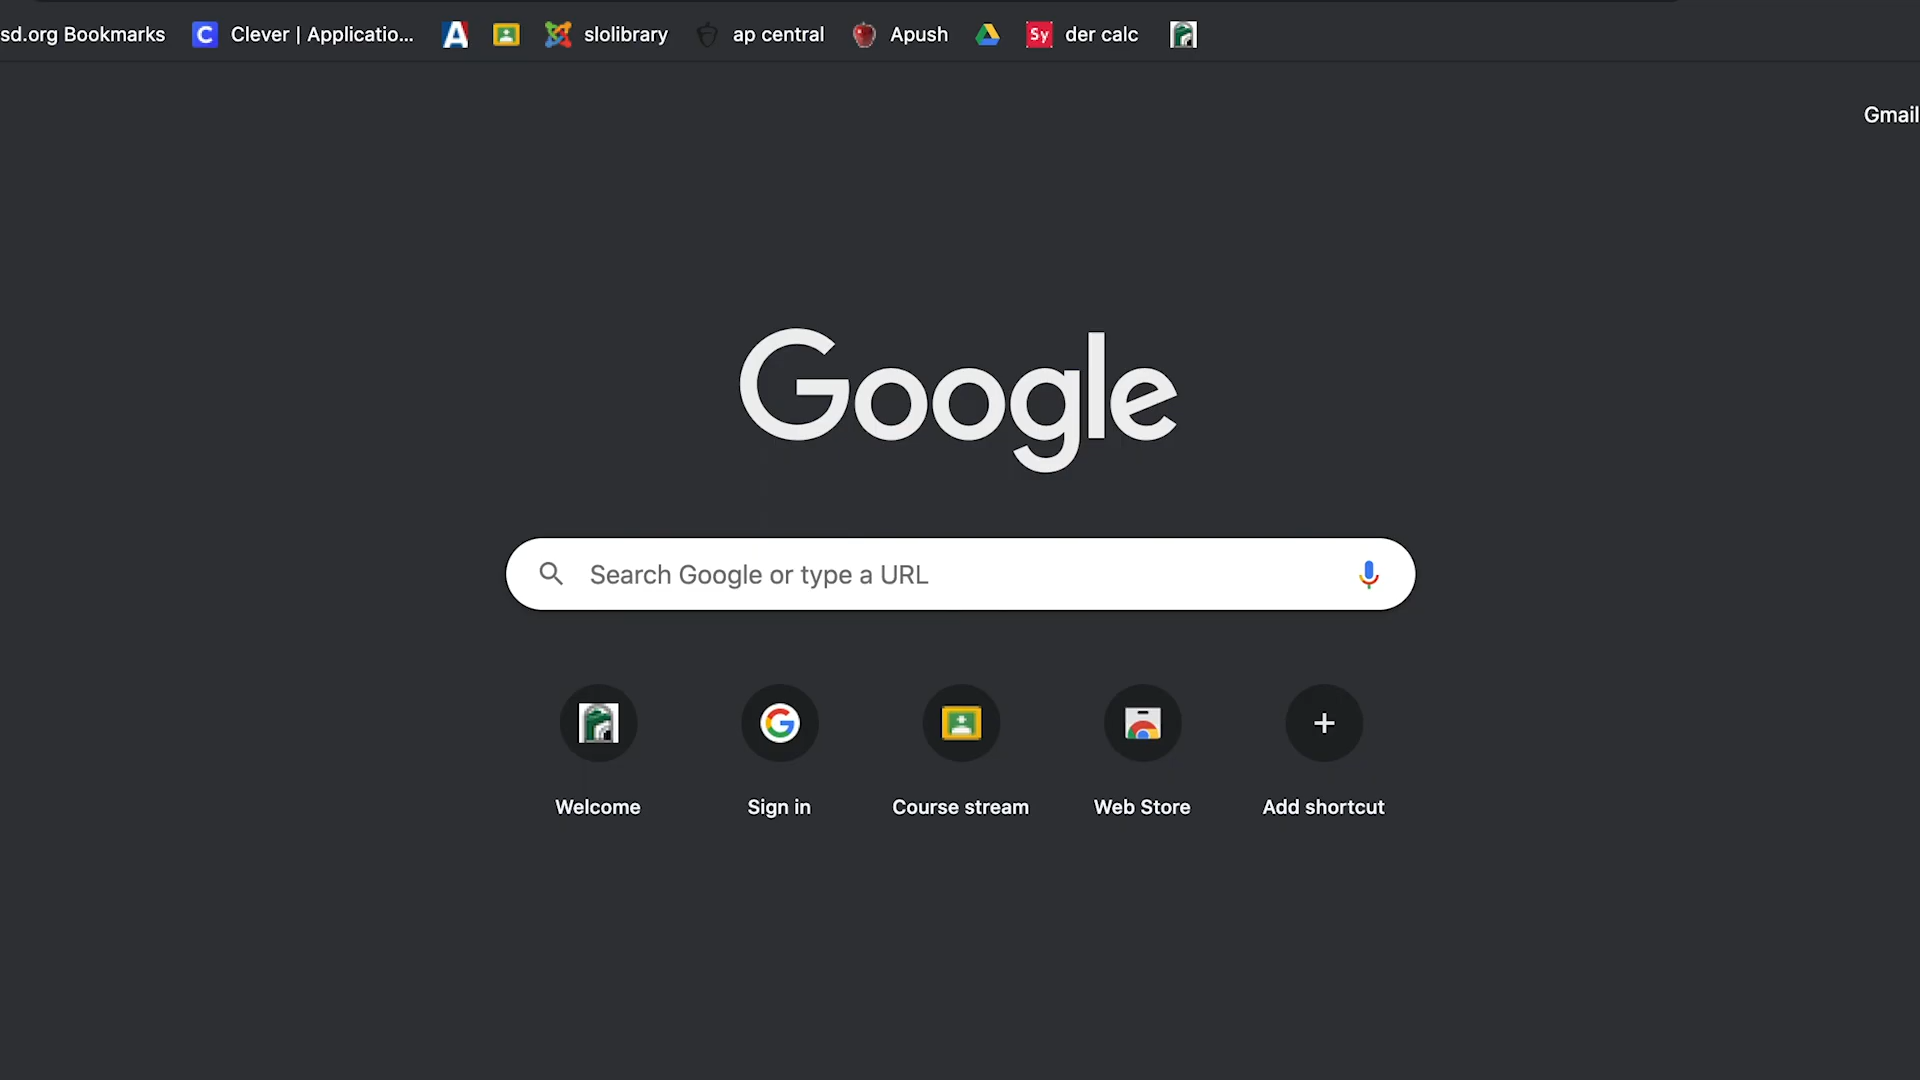 sd.org Bookmarks C Clever | Applicatio... A slolibrary ap central Apush Sy der calc
Gmail
Google
Search Google or type a URL
Welcome Sign in Course stream Web Store Add shortcut